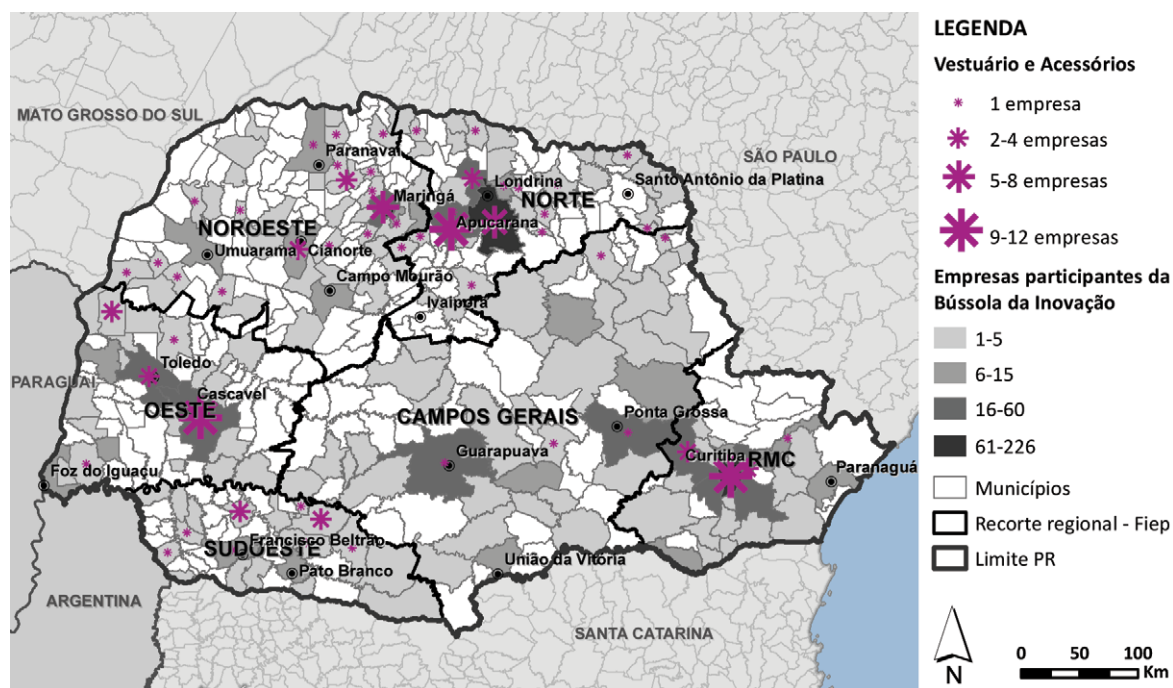 MATO GROSSO DO SUL
SÃO PAULO
Paranavaí
Londrina
Santo Antônio da Platina
Maringá
NORTE
NOROESTE
Apucarana
Umuarama
Cianorte
Campo Mourão
Ivaiporã
PARAGUAI
Toledo
Cascavel
OESTE
CAMPOS GERAIS
Ponta Grossa
Guarapuava
Curitiba
RMC
Paranaguá
Foz do Iguaçu
Francisco Beltrão
SUDOESTE
União da Vitória
Pato Branco
ARGENTINA
SANTA CATARINA
LEGENDA
Vestuário e Acessórios
1 empresa
2-4 empresas
5-8 empresas
9-12 empresas
Empresas participantes da
Bússola da Inovação
1-5
6-15
16-60
61-226
Municípios
Recorte regional - Fiep
Limite PR
N
0 50 100
Km